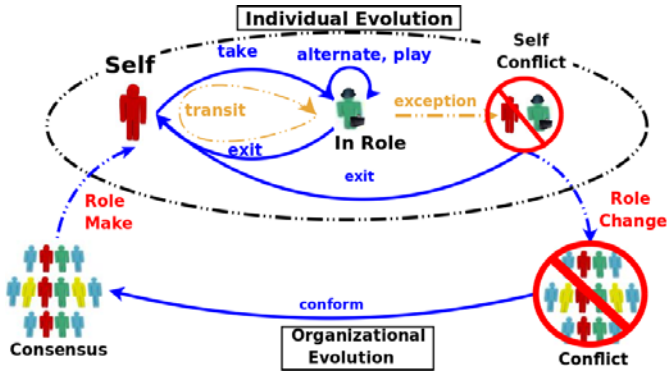 Individual Evolution
Self
take
alternate, play
Self
Conflict
transit
exception
In Role
exit
exit
Role
Make
Role
Change
conform
Consensus
Organizational
Evolution
Conflict